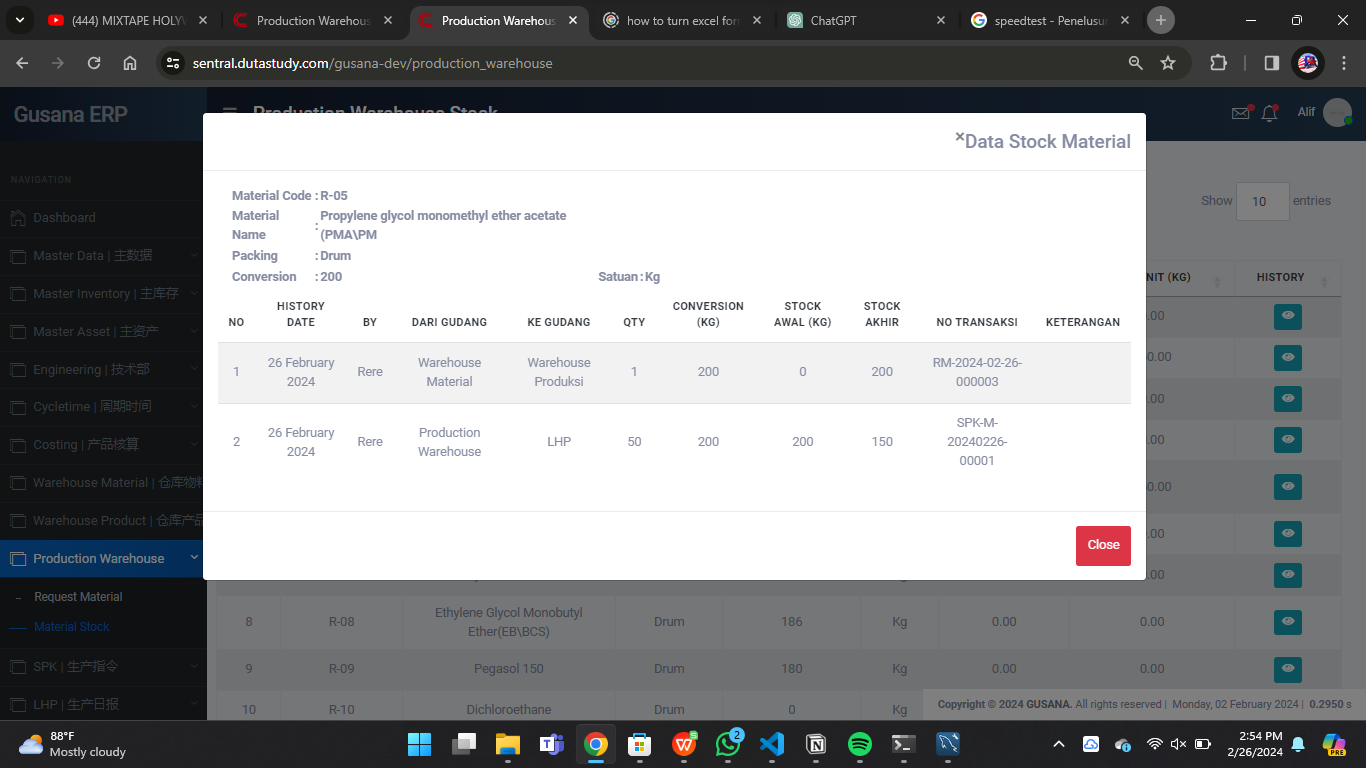 (444) MIXTAPE HOLYW
Production Warehous
Production Warehous
how to turn excel form
ChatGPT
speedtest - Penelusur
sentral.dutastudy.com/gusana-dev/production_warehouse
Gusana ERP
Production Warehouse Stock
Alif
NAVIGATION
Dashboard
Master Data | 主数据
Master Inventory | 主库存
Master Asset | 主资产
Engineering | 技术部
Cycletime | 周期时间
Costing | 产品核算
Warehouse Material | 仓库物料
Warehouse Product | 仓库产品
Production Warehouse
Request Material
Material Stock
SPK | 生产指令
LHP | 生产日报
×Data Stock Material
Material Code : R-05
Material Name : Propylene glycol monomethyl ether acetate
(PMA\PM
Packing : Drum
Conversion : 200 Satuan : Kg
NO HISTORY DATE BY DARI GUDANG KE GUDANG QTY CONVERSION (KG) STOCK AWAL (KG) STOCK AKHIR NO TRANSAKSI KETERANGAN
1 26 February 2024 Rere Warehouse Material Warehouse Produksi 1 200 0 200 RM-2024-02-26-000003
2 26 February 2024 Rere Production Warehouse LHP 50 200 200 150 SPK-M-20240226-00001
Close
Show 10 entries
NIT (KG) HISTORY
8 R-08 Ethylene Glycol Monobutyl Ether(EB\BCS) Drum 186 Kg 0.00 0.00
9 R-09 Pegasol 150 Drum 180 Kg 0.00 0.00
10 R-10 Dichloroethane Drum 0 Kg
Copyright © 2024 GUSANA. All rights reserved | Monday, 02 February 2024 | 0.2950 s
88°F
Mostly cloudy
2
PRE
2:54 PM
2/26/2024